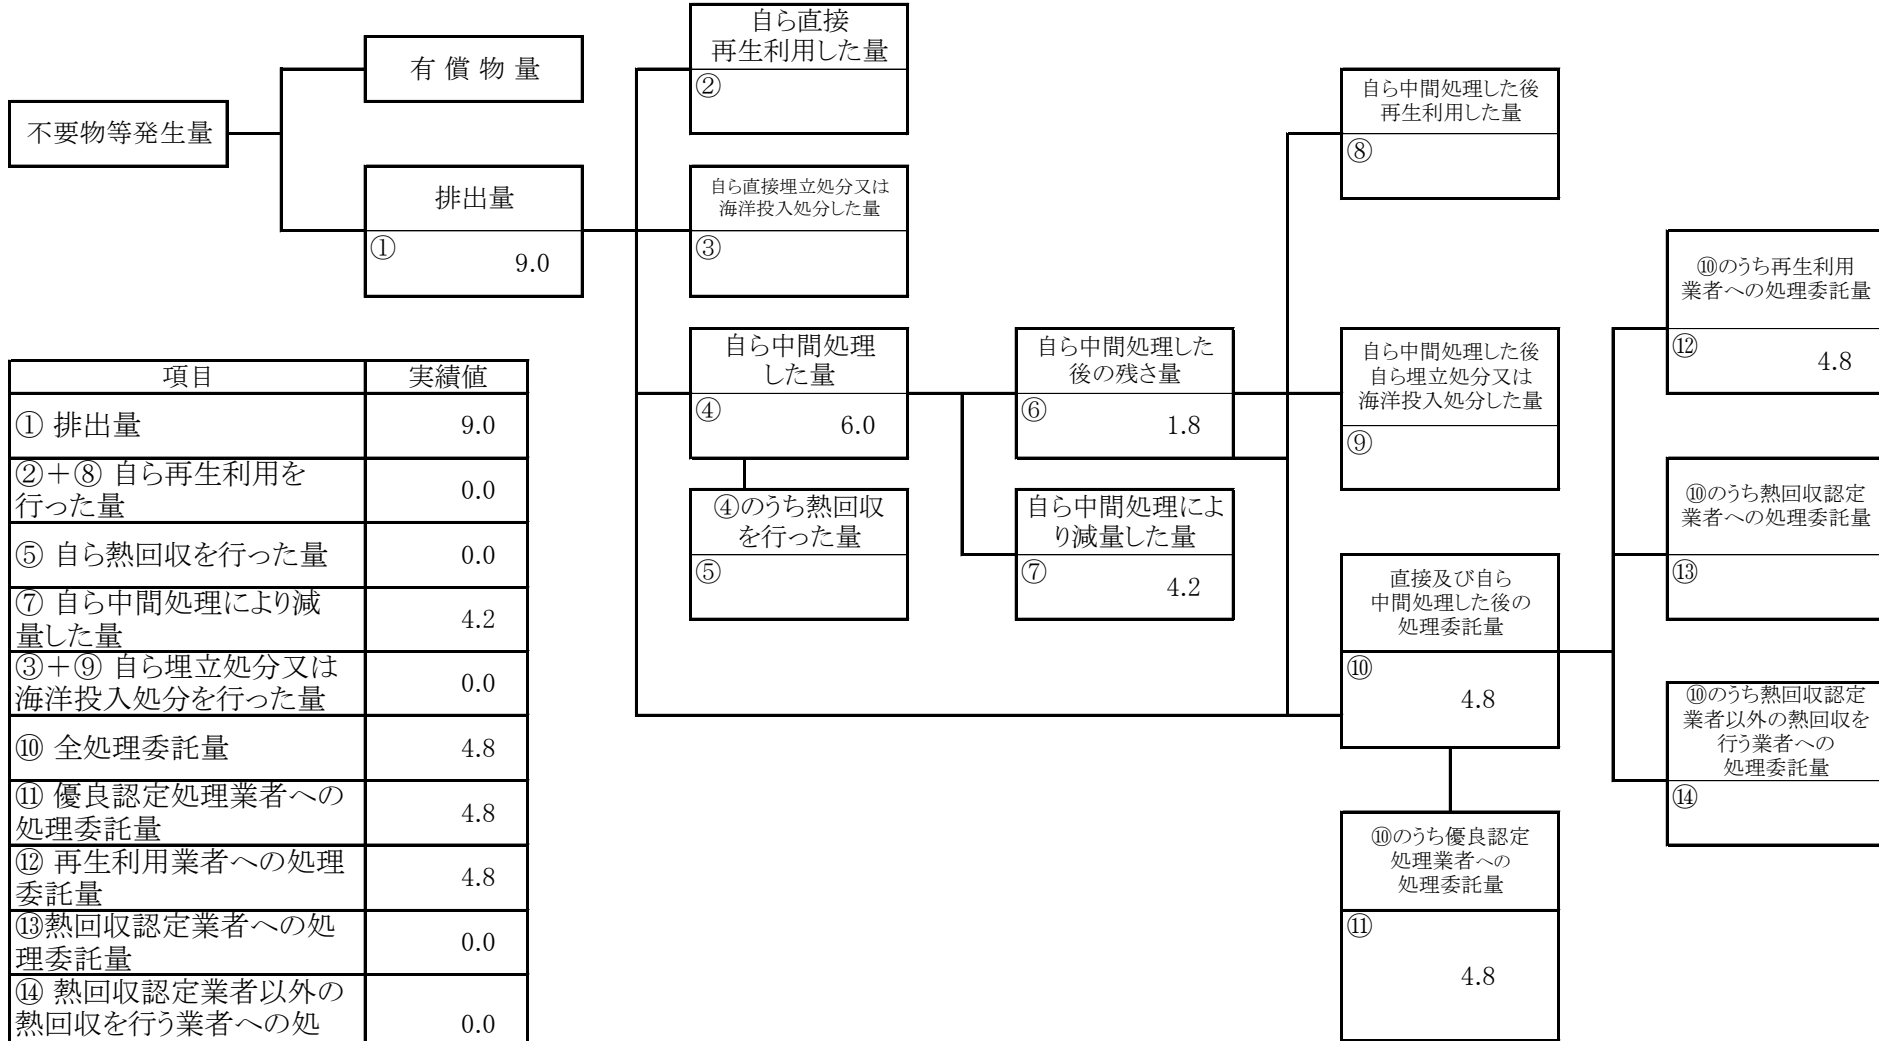 不要物等発生量
有 償 物 量
排出量
①
9.0
自ら直接
再生利用した量
②
自ら直接埋立処分又は
海洋投入処分した量
③
自ら中間処理
した量
④
6.0
④のうち熱回収
を行った量
⑤
自ら中間処理した
後の残さ量
⑥
1.8
自ら中間処理によ
り減量した量
⑦
4.2
自ら中間処理した後
再生利用した量
⑧
自ら中間処理した後
自ら埋立処分又は
海洋投入処分した量
⑨
直接及び自ら
中間処理した後の
処理委託量
⑩
4.8
⑩のうち優良認定
処理業者への
処理委託量
⑪
4.8
⑩のうち再生利用
業者への処理委託量
⑫
4.8
⑩のうち熱回収認定
業者への処理委託量
⑬
⑩のうち熱回収認定
業者以外の熱回収を
行う業者への
処理委託量
⑭
項目 実績値
① 排出量 9.0
②+⑧ 自ら再生利用を
行った量 0.0
⑤ 自ら熱回収を行った量 0.0
⑦ 自ら中間処理により減
量した量 4.2
③+⑨ 自ら埋立処分又は
海洋投入処分を行った量 0.0
⑩ 全処理委託量 4.8
⑪ 優良認定処理業者への
処理委託量 4.8
⑫ 再生利用業者への処理
委託量 4.8
⑬熱回収認定業者への処
理委託量 0.0
⑭ 熱回収認定業者以外の
熱回収を行う業者への処 0.0